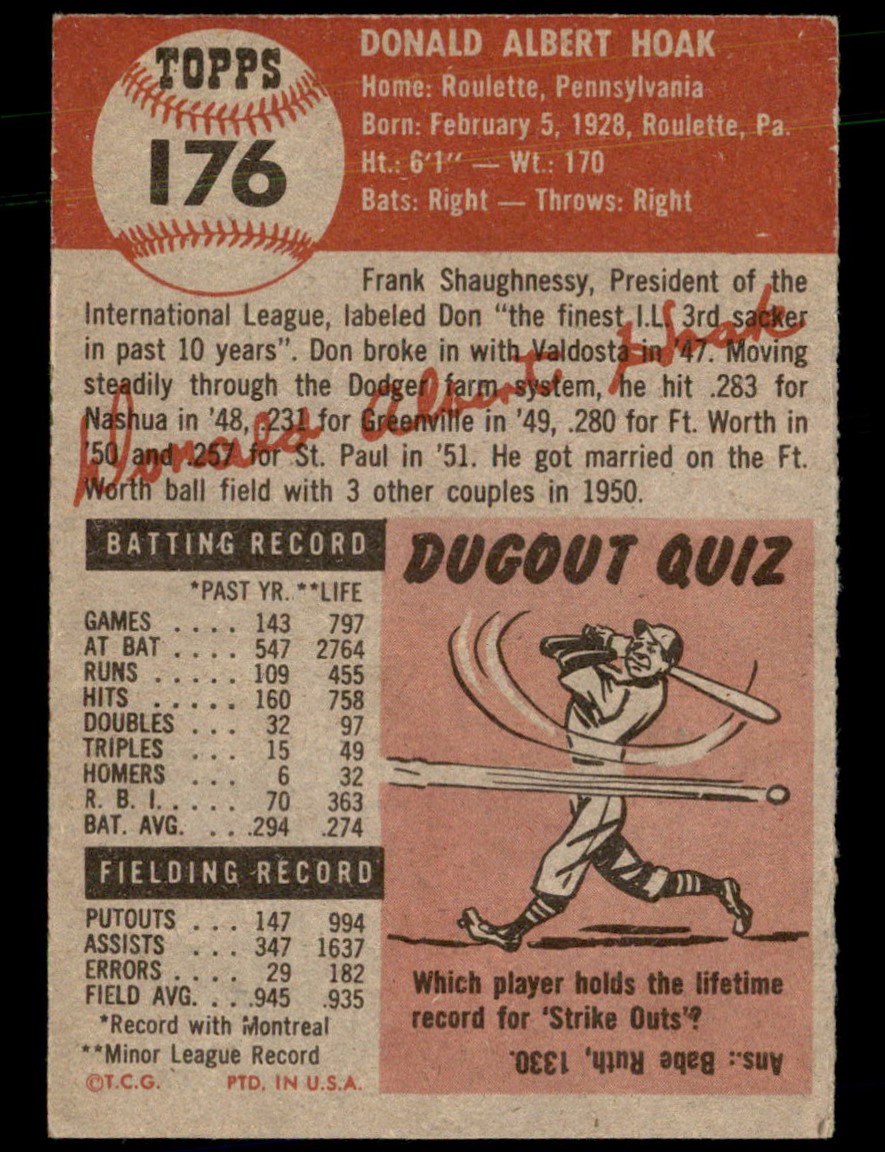 TOPPS
176
DONALD ALBERT HOAK
Home: Roulette, Pennsylvania
Born: February 5, 1928, Roulette, Pa.
Ht.: 6'1" — Wt.: 170
Bats: Right — Throws: Right
Frank Shaughnessy, President of the
International League, labeled Don "the finest I.L. 3rd sacker
in past 10 years". Don broke in with Valdosta in '47. Moving
steadily through the Dodger farm system, he hit .283 for
Nashua in '48, .231 for Greenville in '49, .280 for Ft. Worth in
'50 and .257 for St. Paul in '51. He got married on the Ft.
Worth ball field with 3 other couples in 1950.
Donald Albert Hoak
BATTING RECORD
*PAST YR. **LIFE
GAMES . . . . 143 797
AT BAT . . . . 547 2764
RUNS . . . . . 109 455
HITS . . . . . 160 758
DOUBLES . . . 32 97
TRIPLES . . . 15 49
HOMERS . . . 6 32
R. B. I. . . . . 70 363
BAT. AVG. . . .294 .274
FIELDING RECORD
PUTOUTS . . . 147 994
ASSISTS . . . 347 1637
ERRORS . . . . 29 182
FIELD AVG. . . .945 .935
*Record with Montreal
**Minor League Record
©T.C.G. PTD. IN U.S.A.
DUGOUT QUIZ
Which player holds the lifetime
record for 'Strike Outs'?
Ans.: Babe Ruth, 1330.